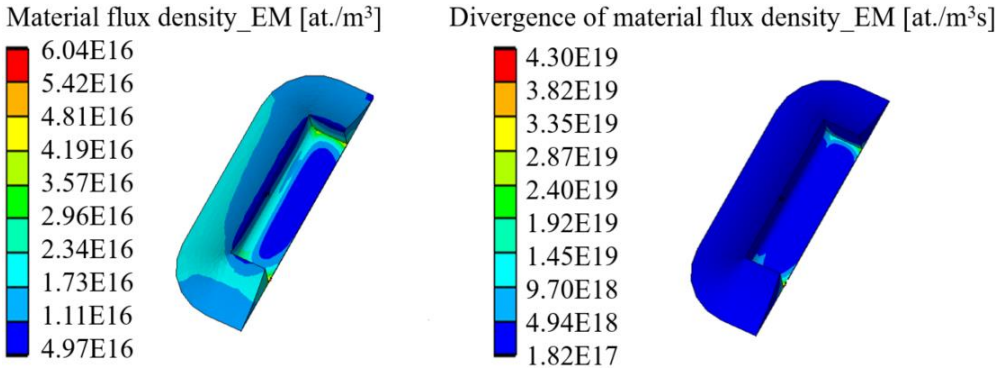 Material flux density_EM [at./m³]
6.04E16
5.42E16
4.81E16
4.19E16
3.57E16
2.96E16
2.34E16
1.73E16
1.11E16
4.97E16
Divergence of material flux density_EM [at./m³s]
4.30E19
3.82E19
3.35E19
2.87E19
2.40E19
1.92E19
1.45E19
9.70E18
4.94E18
1.82E17